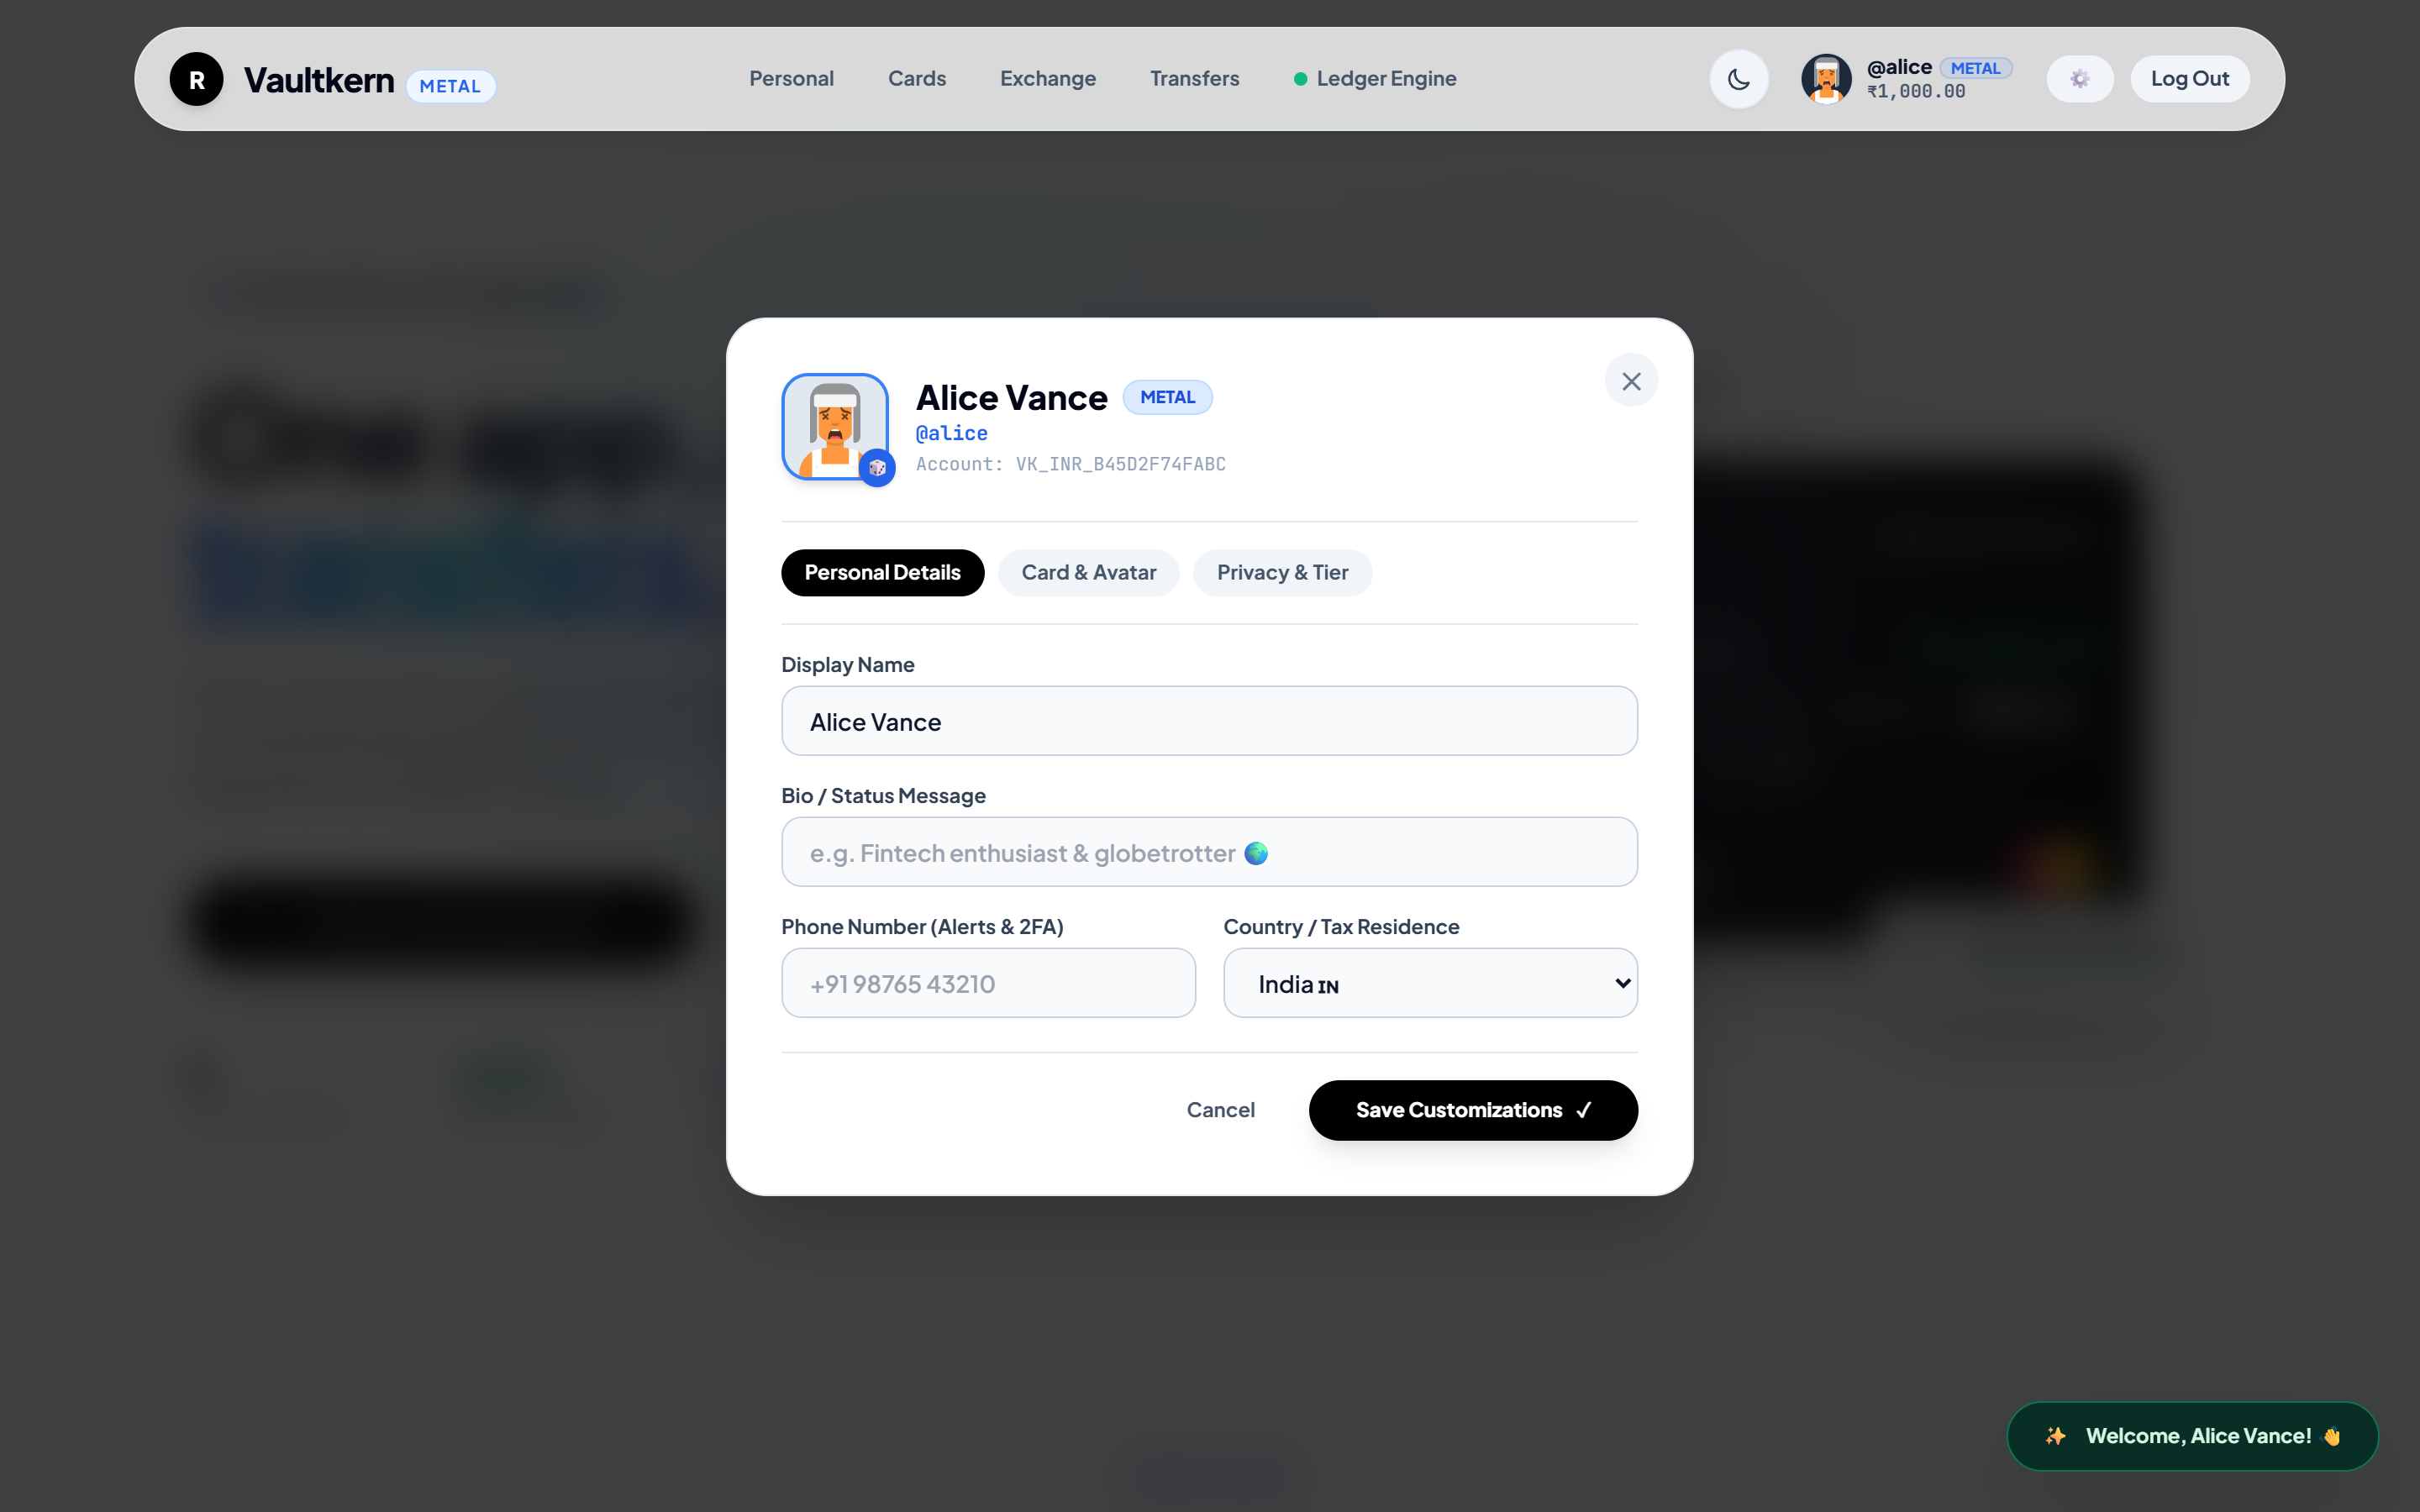 R
Vaultkern METAL
Personal
Cards
Exchange
Transfers
Ledger Engine
@alice METAL
₹1,000.00
Log Out
Alice Vance METAL
@alice
Account: VK_INR_B45D2F74FABC
Personal Details
Card & Avatar
Privacy & Tier
Display Name
Alice Vance
Bio / Status Message
e.g. Fintech enthusiast & globetrotter 🌍
Phone Number (Alerts & 2FA)
+91 98765 43210
Country / Tax Residence
India IN
Cancel
Save Customizations ✓
✨ Welcome, Alice Vance! 👋